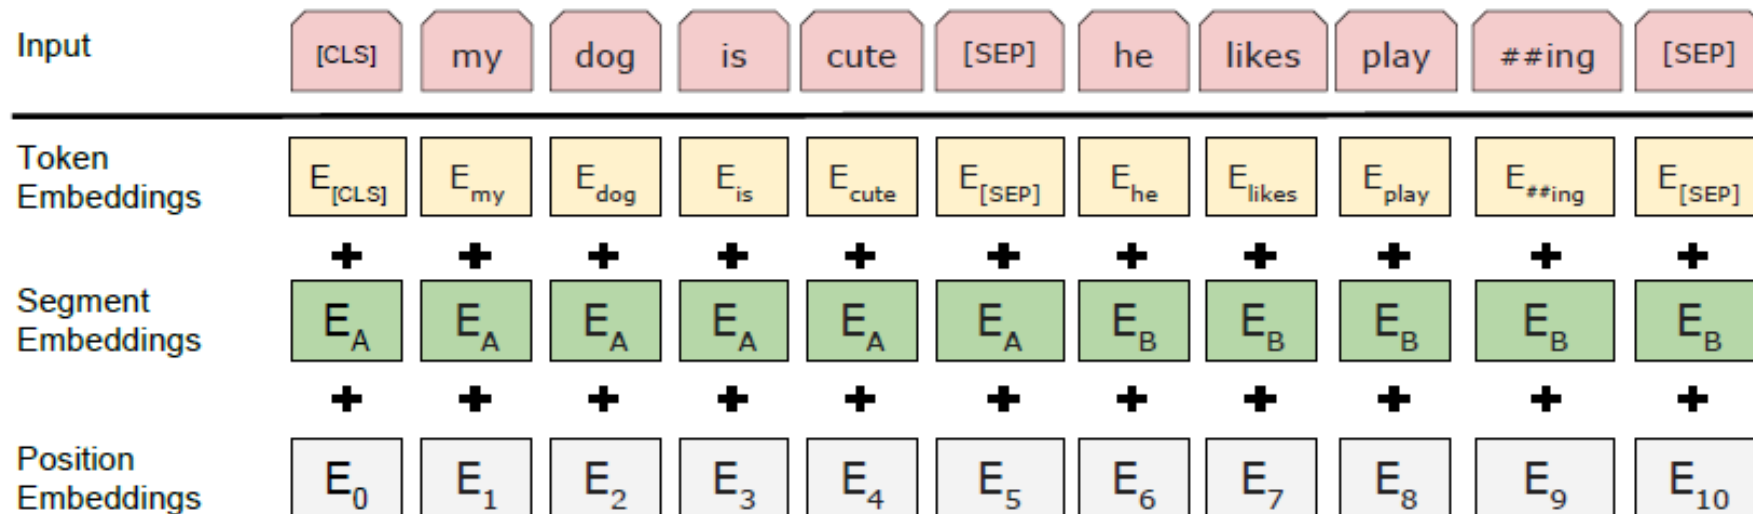 Input [CLS] my dog is cute [SEP] he likes play ##ing [SEP]
Token
Embeddings E[CLS] Emy Edog Eis Ecute E[SEP] Ehe Elikes Eplay E##ing E[SEP]
+ + + + + + + + + + +
Segment
Embeddings EA EA EA EA EA EA EB EB EB EB EB
+ + + + + + + + + + +
Position
Embeddings E0 E1 E2 E3 E4 E5 E6 E7 E8 E9 E10